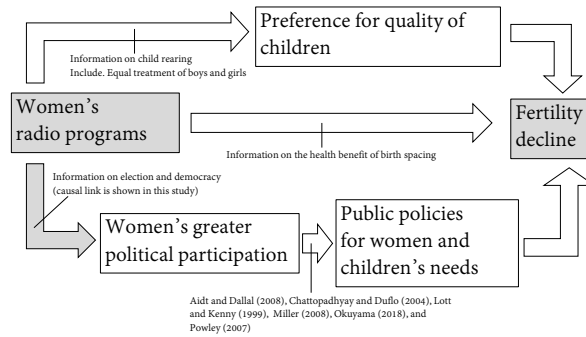 Preference for quality of
children
Information on child rearing
Include. Equal treatment of boys and girls
Women's
radio programs
Fertility
decline
Information on the health benefit of birth spacing
Information on election and democracy
(causal link is shown in this study)
Women's greater
political participation
Public policies
for women and
children's needs
Aidt and Dallal (2008), Chattopadhyay and Duflo (2004), Lott
and Kenny (1999), Miller (2008), Okuyama (2018), and
Powley (2007)